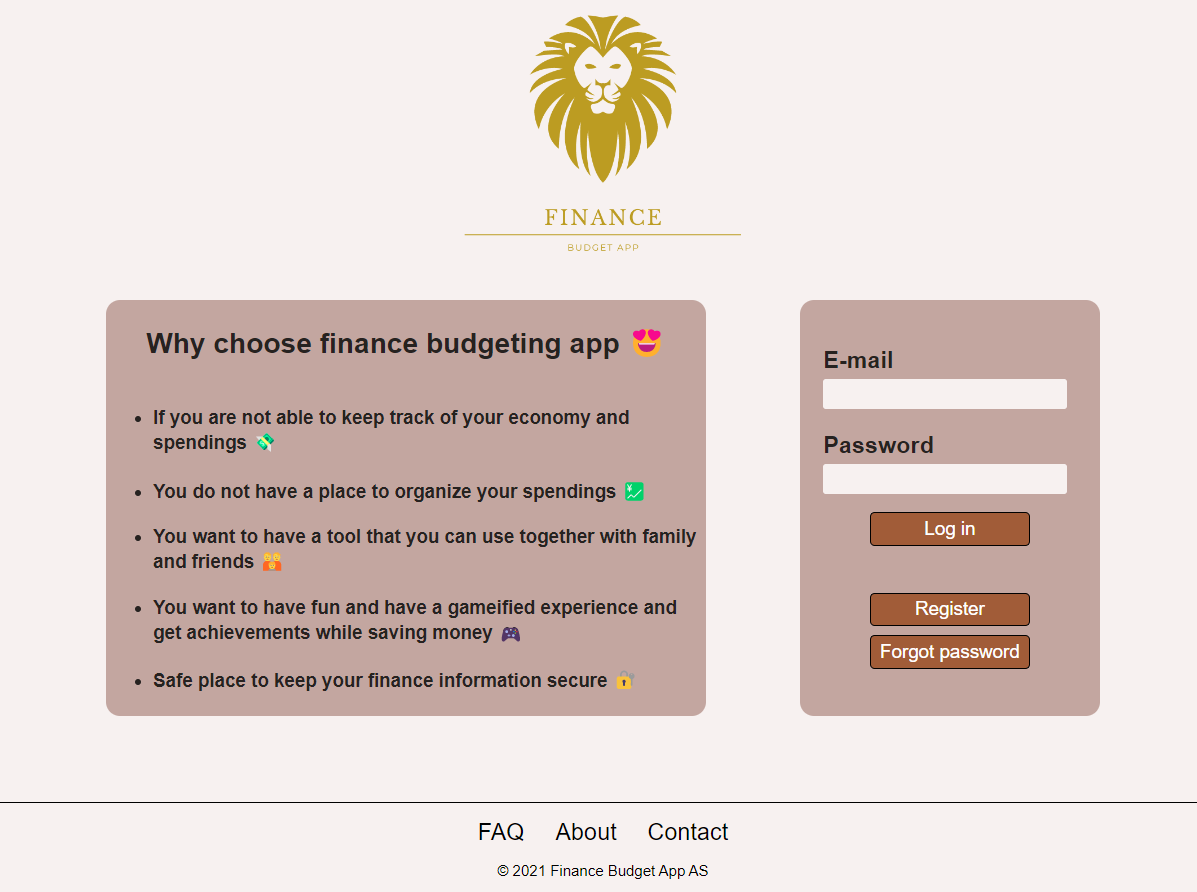 FINANCE
BUDGET APP
Why choose finance budgeting app 😍
If you are not able to keep track of your economy and
spendings 💸
You do not have a place to organize your spendings 💹
You want to have a tool that you can use together with family
and friends 👪
You want to have fun and have a gameified experience and
get achievements while saving money 🎮
Safe place to keep your finance information secure 🔐
E-mail
Password
Log in
Register
Forgot password
FAQ About Contact
© 2021 Finance Budget App AS